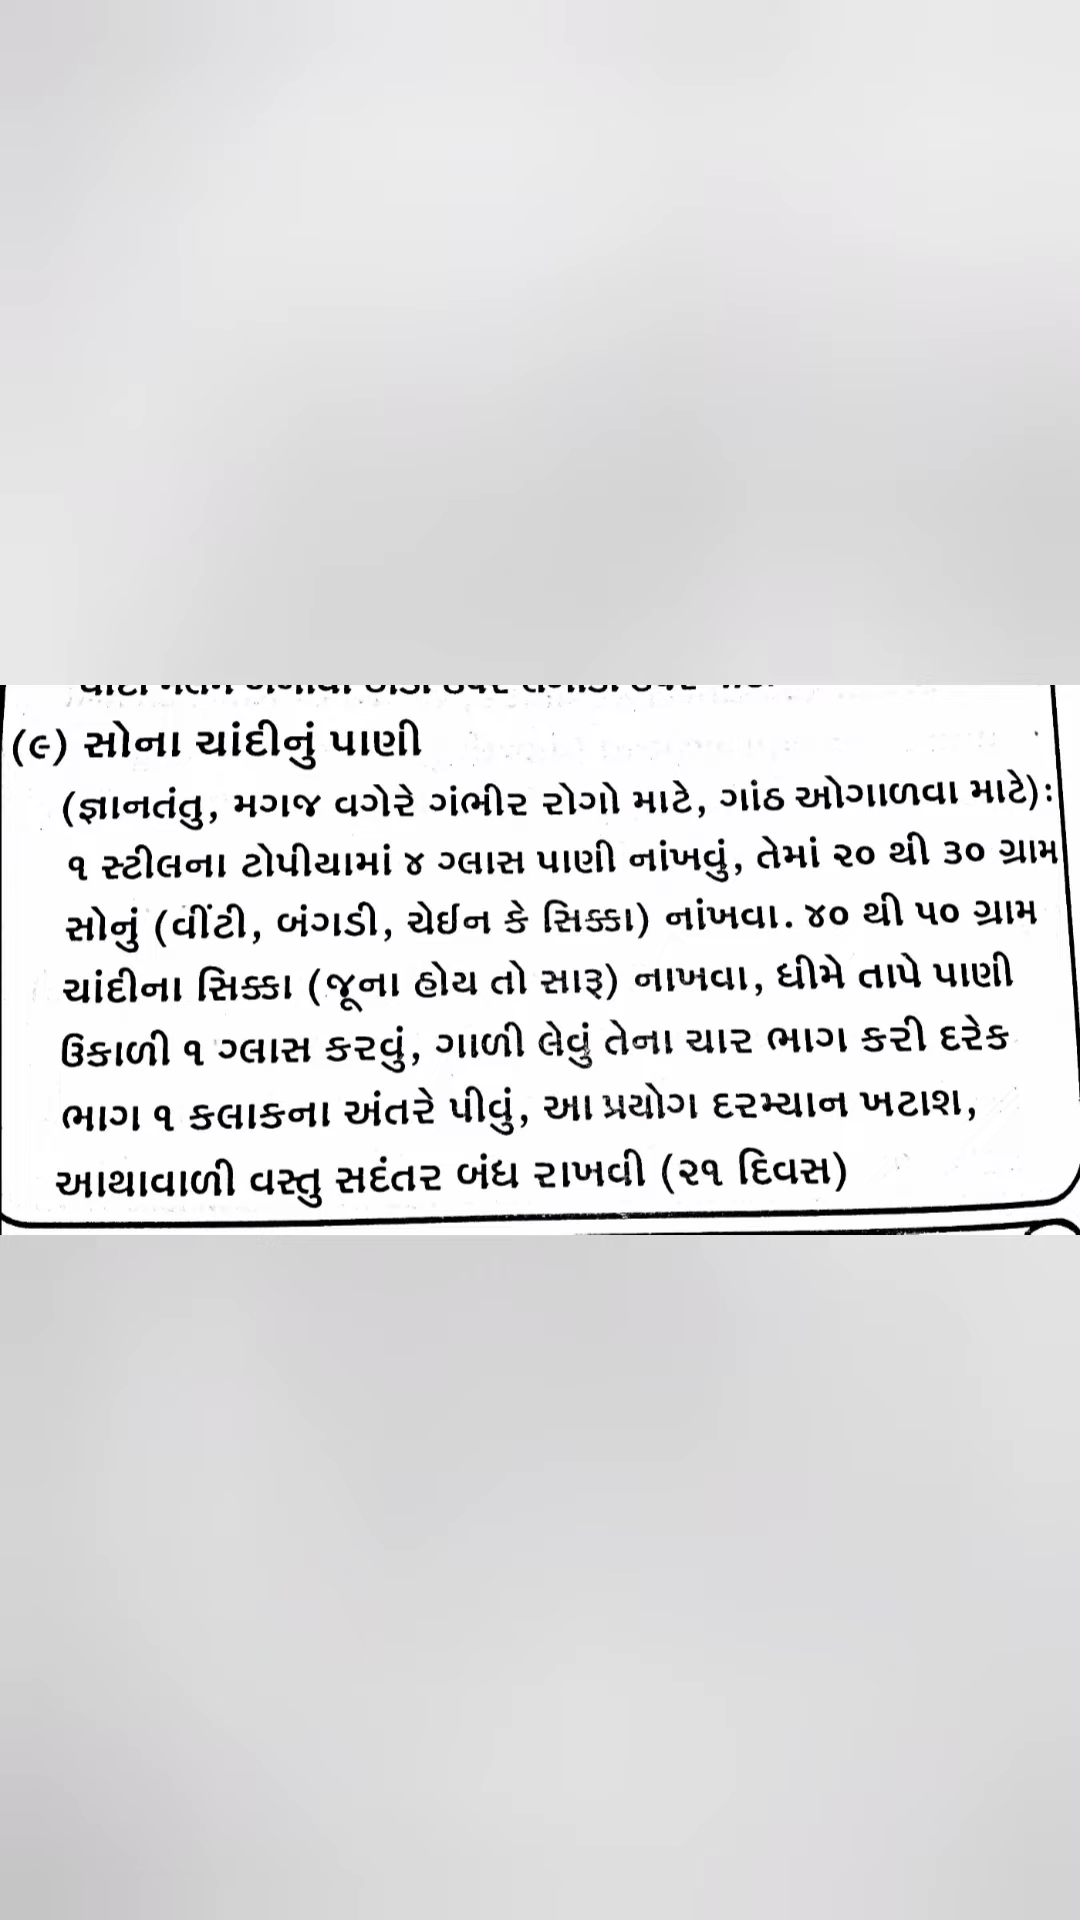 (૯) સોના ચાંદીનું પાણી
(જ્ઞાનતંતુ, મગજ વગેરે ગંભીર રોગો માટે, ગાંઠ ઓગાળવા માટે):
૧ સ્ટીલના ટોપીયામાં ૪ ગ્લાસ પાણી નાંખવું, તેમાં ૨૦ થી ૩૦ ગ્રામ
સોનું (વીંટી, બંગડી, ચેઈન કે સિક્કા) નાંખવા. ૪૦ થી ૫૦ ગ્રામ
ચાંદીના સિક્કા (જૂના હોય તો સારૂ) નાખવા, ધીમે તાપે પાણી
ઉકાળી ૧ ગ્લાસ કરવું, ગાળી લેવું તેના ચાર ભાગ કરી દરેક
ભાગ ૧ કલાકના અંતરે પીવું, આ પ્રયોગ દરમ્યાન ખટાશ,
આથાવાળી વસ્તુ સદંતર બંધ રાખવી (૨૧ દિવસ)